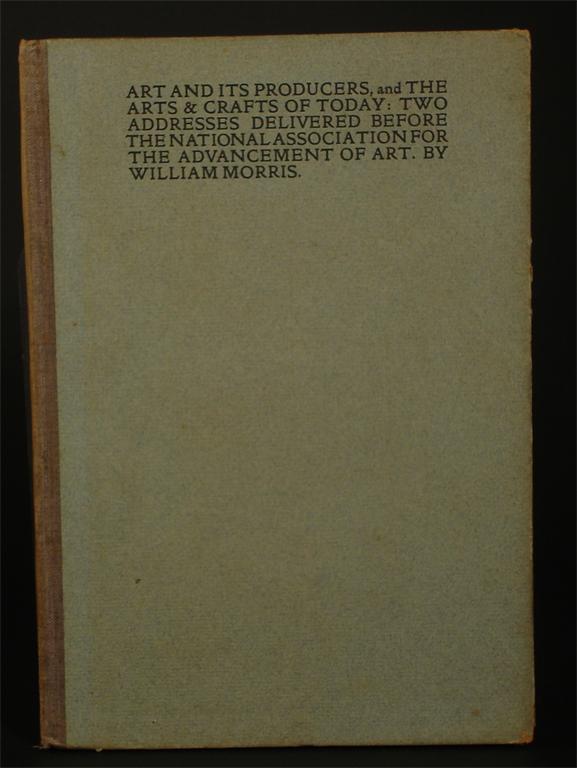 ART AND ITS PRODUCERS, and THE
ARTS & CRAFTS OF TODAY: TWO
ADDRESSES DELIVERED BEFORE
THE NATIONAL ASSOCIATION FOR
THE ADVANCEMENT OF ART. BY
WILLIAM MORRIS.